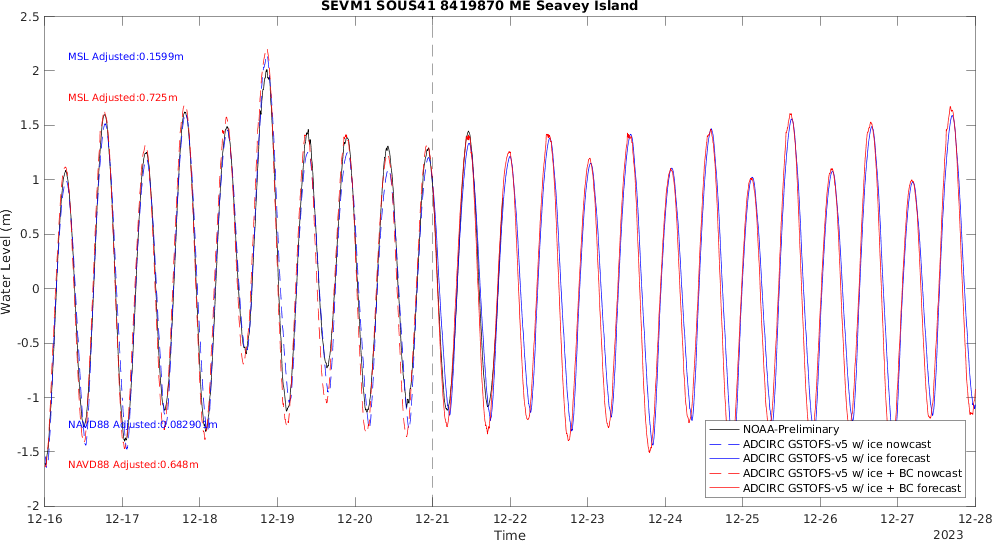 SEVM1 SOUS41 8419870 ME Seavey Island
2.5
2
1.5
1
0.5
0
-0.5
-1
-1.5
-2
Water Level (m)
MSL Adjusted:0.1599m
MSL Adjusted:0.725m
NAVD88 Adjusted:0.08290
NAVD88 Adjusted:0.648m
NOAA-Preliminary
ADCIRC GSTOFS-v5 w/ ice nowcast
ADCIRC GSTOFS-v5 w/ ice forecast
ADCIRC GSTOFS-v5 w/ ice + BC nowcast
ADCIRC GSTOFS-v5 w/ ice + BC forecast
12-16 12-17 12-18 12-19 12-20 12-21 12-22 12-23 12-24 12-25 12-26 12-27 12-28
Time
2023